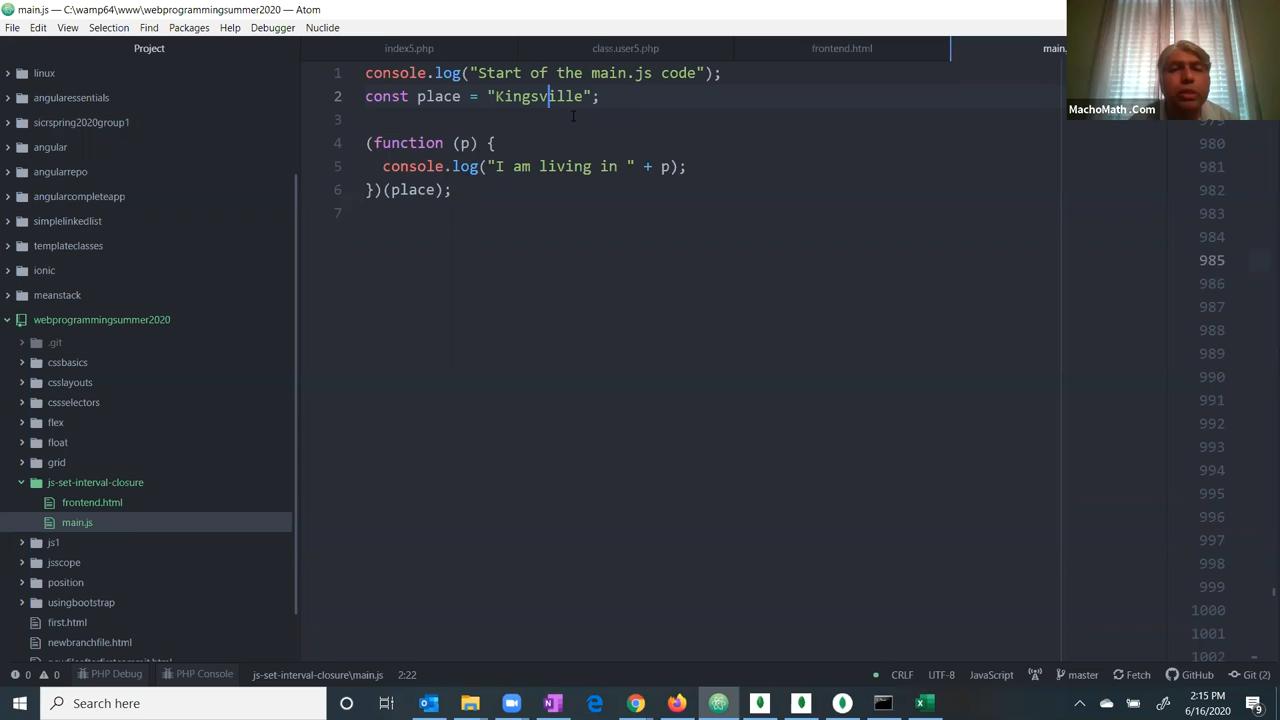 main.js — C:\wamp64\www\webprogrammingsummer2020 — Atom
File Edit View Selection Find Packages Help Debugger Nuclide
Project
index5.php class.user5.php frontend.html main.
MachoMath .Com
linux
angularessentials
sicrspring2020group1
angular
angularrepo
angularcompleteapp
simplelinkedlist
templateclasses
ionic
meanstack
webprogrammingsummer2020
.git
cssbasics
csslayouts
cssselectors
flex
float
grid
js-set-interval-closure
frontend.html
main.js
js1
jsscope
position
usingbootstrap
first.html
newbranchfile.html
1 console.log("Start of the main.js code");
2 const place = "Kingsville";
3
4 (function (p) {
5 console.log("I am living in " + p);
6 })(place);
7
979
980
981
982
983
984
985
986
987
988
989
990
991
992
993
994
995
996
997
998
999
1000
1001
1002
0 0 PHP Debug PHP Console js-set-interval-closure\main.js 2:22 CRLF UTF-8 JavaScript master Fetch GitHub Git (2)
Search here
2:15 PM
6/16/2020
9